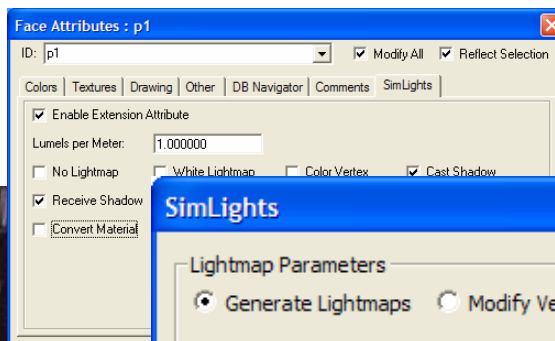 Face Attributes : p1
ID: p1 Modify All Reflect Selection
Colors Textures Drawing Other DB Navigator Comments SimLights
Enable Extension Attribute
Lumels per Meter: 1.000000
No Lightmap White Lightmap Color Vertex Cast Shadow
Receive Shadow
Convert Material
SimLights
Lightmap Parameters
Generate Lightmaps Modify Ve